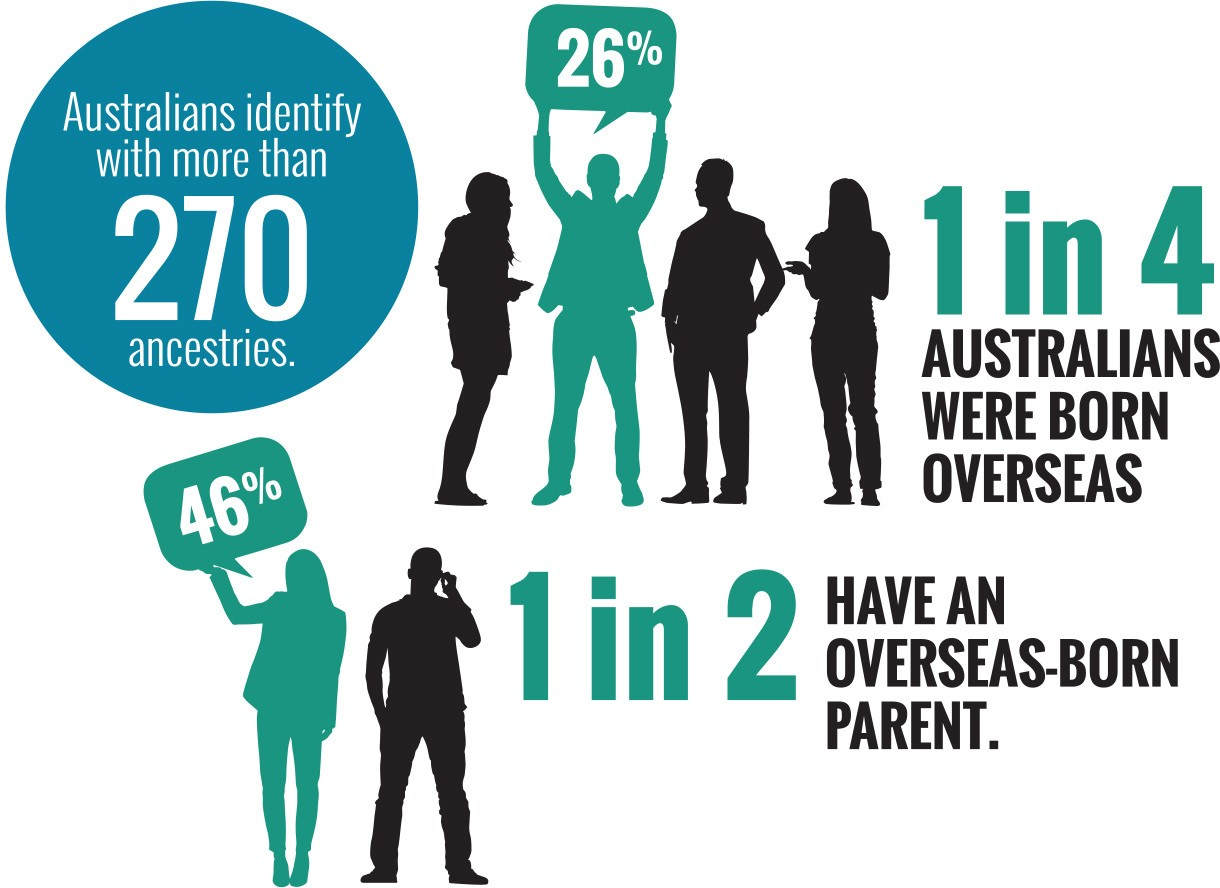 Australians identify
with more than
270
ancestries.
26%
1 in 4
AUSTRALIANS
WERE BORN
OVERSEAS
46%
1 in 2
HAVE AN
OVERSEAS-BORN
PARENT.